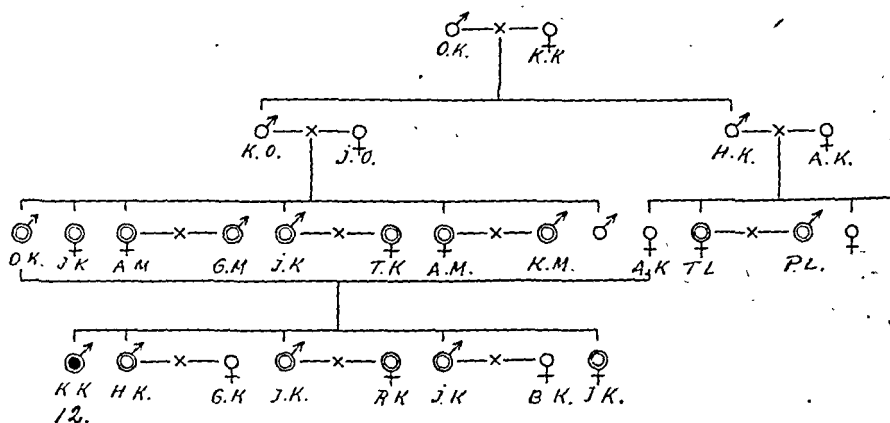 O.K. K.K
K.O. J.O. H.K. A.K.
O.K. J.K A.M G.M J.K T.K A.M. K.M. A.K T L P.L.
K K H K. G.K J.K. R K J.K B K. J K.
12.